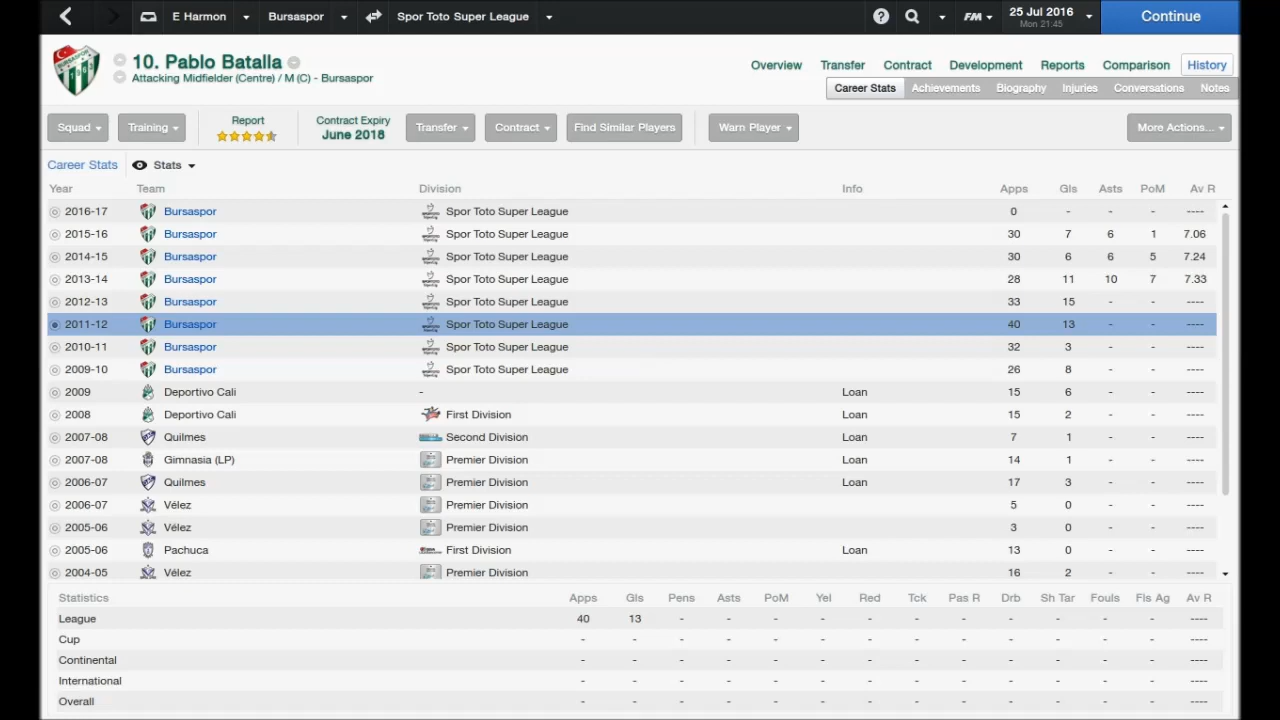 E Harmon Bursaspor Spor Toto Super League ? FM 25 Jul 2016 Continue
Mon 21:45
10. Pablo Batalla
Attacking Midfielder (Centre) / M (C) - Bursaspor
Overview Transfer Contract Development Reports Comparison History
Career Stats Achievements Biography Injuries Conversations Notes
Squad Training Report Contract Expiry June 2018 Transfer Contract Find Similar Players Warn Player More Actions...
Career Stats Stats
Year Team Division Info Apps Gls Asts PoM Av R
2016-17 Bursaspor Spor Toto Super League 0 - - - ----
2015-16 Bursaspor Spor Toto Super League 30 7 6 1 7.06
2014-15 Bursaspor Spor Toto Super League 30 6 6 5 7.24
2013-14 Bursaspor Spor Toto Super League 28 11 10 7 7.33
2012-13 Bursaspor Spor Toto Super League 33 15 - - ----
2011-12 Bursaspor Spor Toto Super League 40 13 - - ----
2010-11 Bursaspor Spor Toto Super League 32 3 - - ----
2009-10 Bursaspor Spor Toto Super League 26 8 - - ----
2009 Deportivo Cali - Loan 15 6 - - ----
2008 Deportivo Cali First Division Loan 15 2 - - ----
2007-08 Quilmes Second Division Loan 7 1 - - ----
2007-08 Gimnasia (LP) Premier Division Loan 14 1 - - ----
2006-07 Quilmes Premier Division Loan 17 3 - - ----
2006-07 Vélez Premier Division 5 0 - - ----
2005-06 Vélez Premier Division 3 0 - - ----
2005-06 Pachuca First Division Loan 13 0 - - ----
2004-05 Vélez Premier Division 16 2 - - ----
Statistics Apps Gls Pens Asts PoM Yel Red Tck Pas R Drb Sh Tar Fouls Fls Ag Av R
League 40 13 - - - - - - - - - - - ----
Cup - - - - - - - - - - - - - ----
Continental - - - - - - - - - - - - - ----
International - - - - - - - - - - - - - ----
Overall - - - - - - - - - - - - - ----